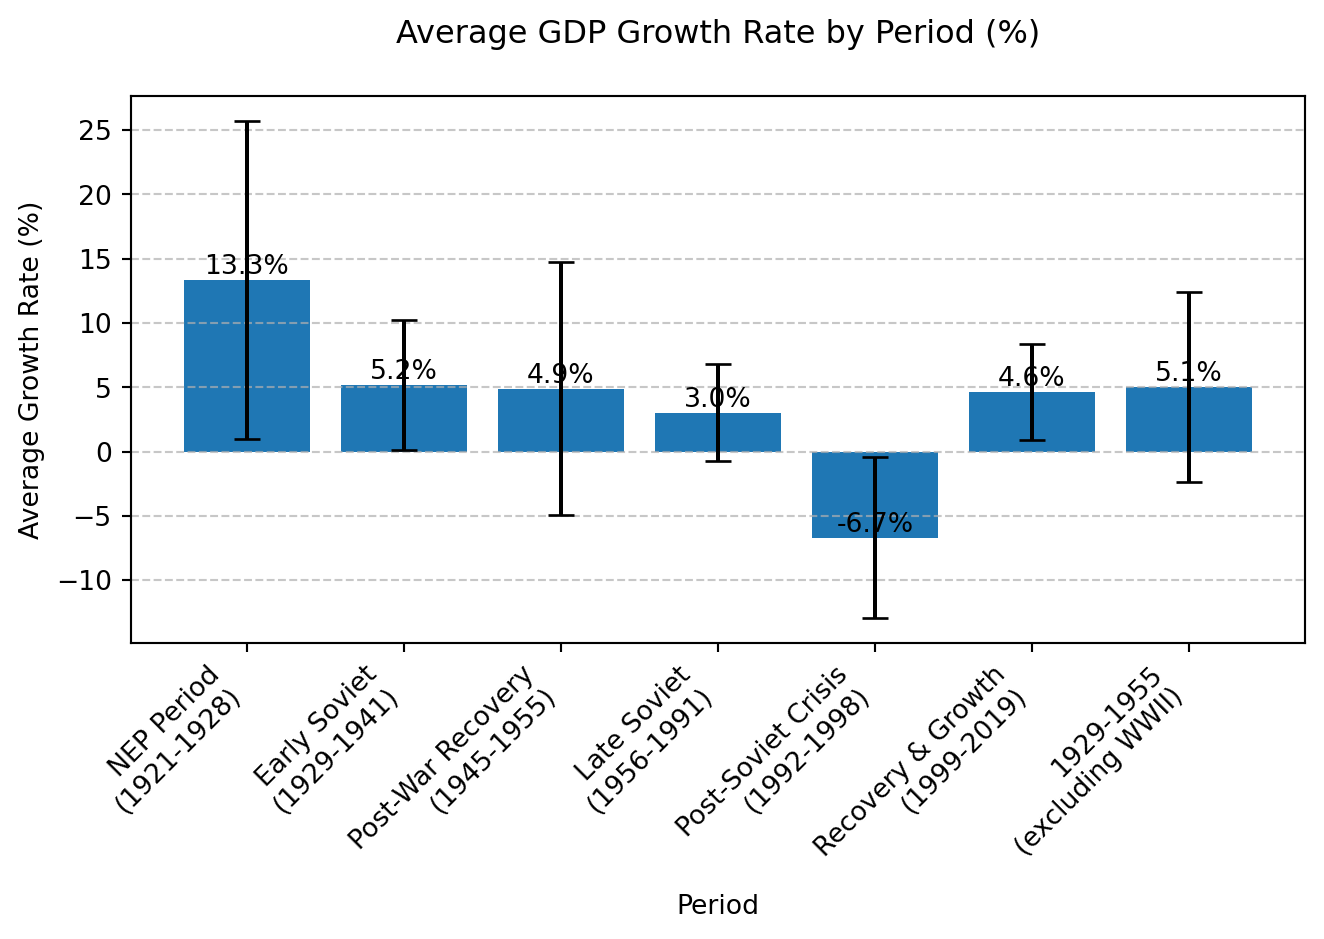 Average GDP Growth Rate by Period (%)
Average Growth Rate (%)
25
20
15
10
5
0
−5
−10
13.3%
5.2%
4.9%
3.0%
-6.7%
4.6%
5.1%
NEP Period
(1921-1928)
Early Soviet
(1929-1941)
Post-War Recovery
(1945-1955)
Late Soviet
(1956-1991)
Post-Soviet Crisis
(1992-1998)
Recovery & Growth
(1999-2019)
1929-1955
(excluding WWII)
Period